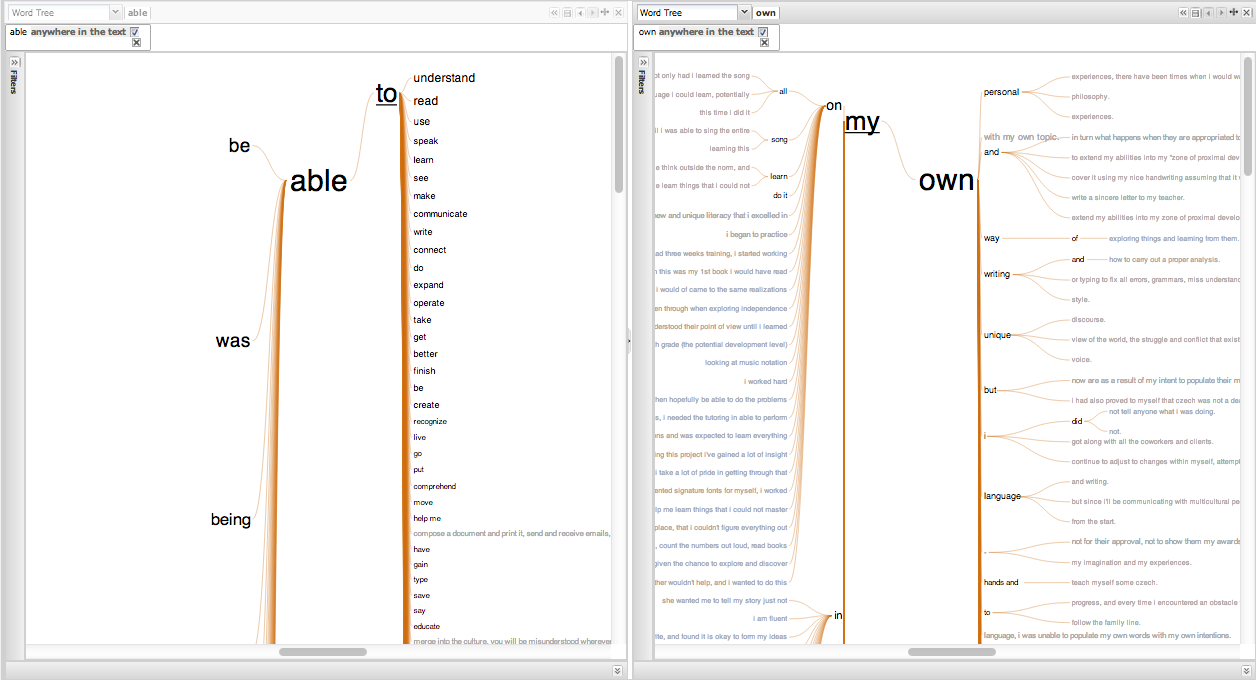 Word Tree able
able anywhere in the text
Filters
be
was
being
able
to
understand
read
use
speak
learn
see
make
communicate
write
connect
do
expand
operate
take
get
better
finish
be
create
recognize
live
go
put
comprehend
move
help me
compose a document and print it, send and receive emails,
have
gain
type
save
say
educate
merge into the culture, you will be misunderstood wherever
Word Tree own
own anywhere in the text
Filters
ot only had i learned the song
uage i could learn, potentially
this time i did it
all
il i was able to sing the entire
learning this
song
e think outside the norm, and
e learn things that i could not
learn
do it
new and unique literacy that i excelled in
i began to practice
ad three weeks training, i started working
n this was my 1st book i would have read
i would of came to the same realizations
en through when exploring independence
derstood their point of view until i learned
h grade (the potential development level)
looking at music notation
i worked hard
hen hopefully be able to do the problems
s, i needed the tutoring in able to perform
ens and was expected to learn everything
ing this project i've gained a lot of insight
i take a lot of pride in getting through that
ented signature fonts for myself, i worked
lp me learn things that i could not master
place, that i couldn't figure everything out
, count the numbers out loud, read books
given the chance to explore and discover
ther wouldn't help, and i wanted to do this
on
she wanted me to tell my story just not
i am fluent
ite, and found it is okay to form my ideas
in
my
own
personal
experiences, there have been times when i would wa
philosophy.
experiences.
with my own topic.
and
in turn what happens when they are appropriated to
to extend my abilities into my "zone of proximal dev
cover it using my nice handwriting assuming that it
write a sincere letter to my teacher.
extend my abilities into my zone of proximal develo
way
of
exploring things and learning from them.
writing
and
how to carry out a proper analysis.
or typing to fix all errors, grammars, miss understand
style.
unique
discourse.
view of the world, the struggle and conflict that exist
voice.
but
now are as a result of my intent to populate their m
i had also proved to myself that czech was not a dea
i
did
not tell anyone what i was doing.
not.
got along with all the coworkers and clients.
continue to adjust to changes within myself, attempt
language
and writing.
but since i'll be communicating with multicultural pe
from the start.
.
not for their approval, not to show them my awards
my imagination and my experiences.
hands and
teach myself some czech.
to
progress, and every time i encountered an obstacle
follow the family line.
language, i was unable to populate my own words with my own intentions.